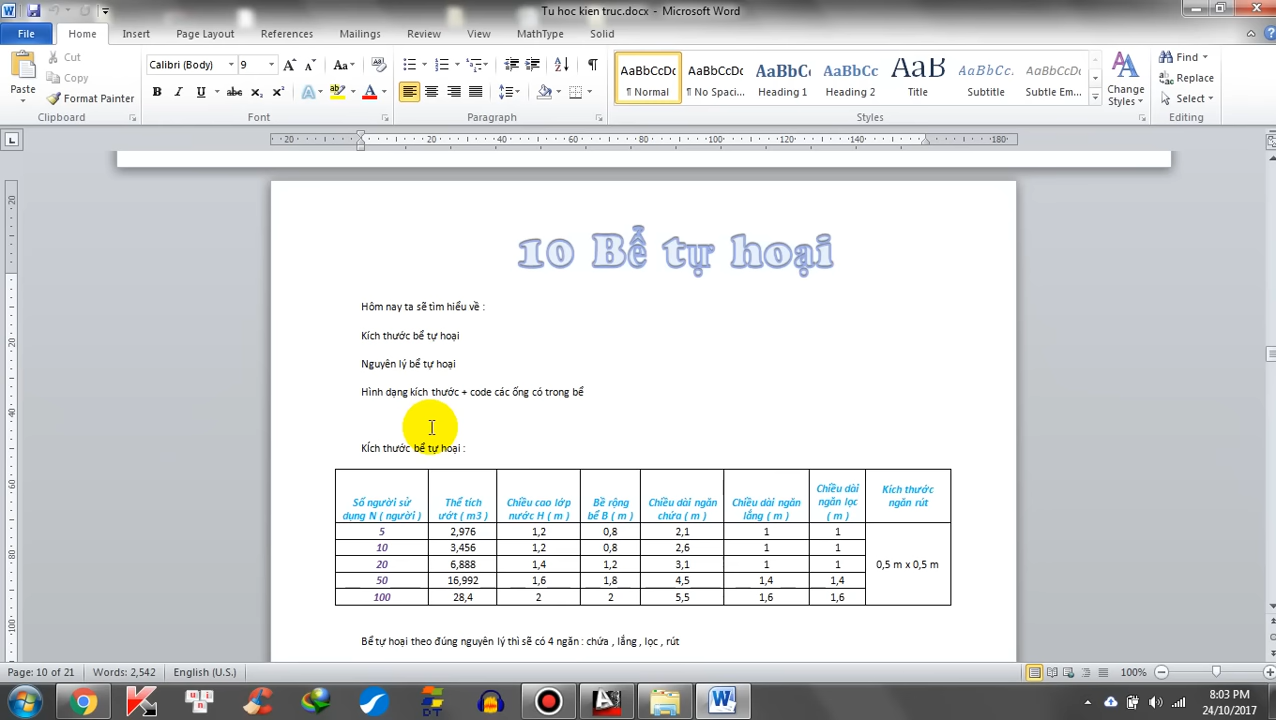 Tu hoc kien truc.docx - Microsoft Word
File Home Insert Page Layout References Mailings Review View MathType Solid
Paste Cut Copy Format Painter
Calibri (Body) 9
AaBbCcDc AaBbCcDc AaBbC AaBbCc AaB AaBbCc. AaBbCcDc
¶ Normal ¶ No Spaci... Heading 1 Heading 2 Title Subtitle Subtle Em...
Change Styles
Find Replace Select
Clipboard Font Paragraph Styles Editing
20 20 40 60 80 100 120 140 160 180
10 Bể tự hoại
Hôm nay ta sẽ tìm hiểu về :
Kích thước bể tự hoại
Nguyên lý bể tự hoại
Hình dạng kích thước + code các ống có trong bể
KÍch thước bể tự hoại :
Số người sử dụng N ( người ) Thể tích ướt ( m3 ) Chiều cao lớp nước H ( m ) Bề rộng bể B ( m ) Chiều dài ngăn chứa ( m ) Chiều dài ngăn lắng ( m ) Chiều dài ngăn lọc ( m ) Kích thước ngăn rút
5 2,976 1,2 0,8 2,1 1 1
10 3,456 1,2 0,8 2,6 1 1
20 6,888 1,4 1,2 3,1 1 1 0,5 m x 0,5 m
50 16,992 1,6 1,8 4,5 1,4 1,4
100 28,4 2 2 5,5 1,6 1,6
Bể tự hoại theo đúng nguyên lý thì sẽ có 4 ngăn : chứa , lắng , lọc , rút
Page: 10 of 21 Words: 2,542 English (U.S.) 100%
8:03 PM
24/10/2017